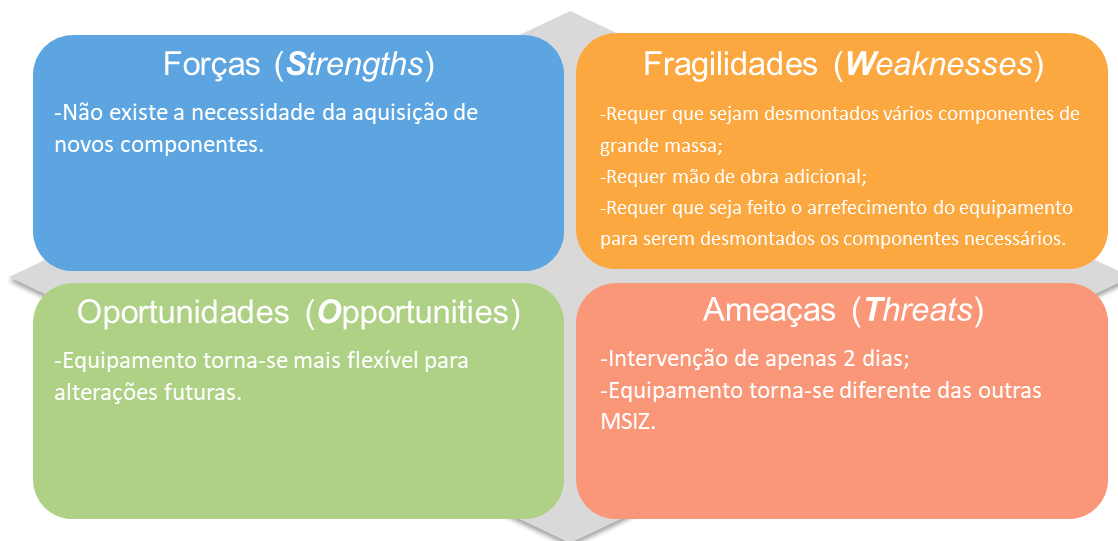 Forças (Strengths)
-Não existe a necessidade da aquisição de
novos componentes.
Fragilidades (Weaknesses)
-Requer que sejam desmontados vários componentes de
grande massa;
-Requer mão de obra adicional;
-Requer que seja feito o arrefecimento do equipamento
para serem desmontados os componentes necessários.
Oportunidades (Opportunities)
-Equipamento torna-se mais flexível para
alterações futuras.
Ameaças (Threats)
-Intervenção de apenas 2 dias;
-Equipamento torna-se diferente das outras
MSIZ.